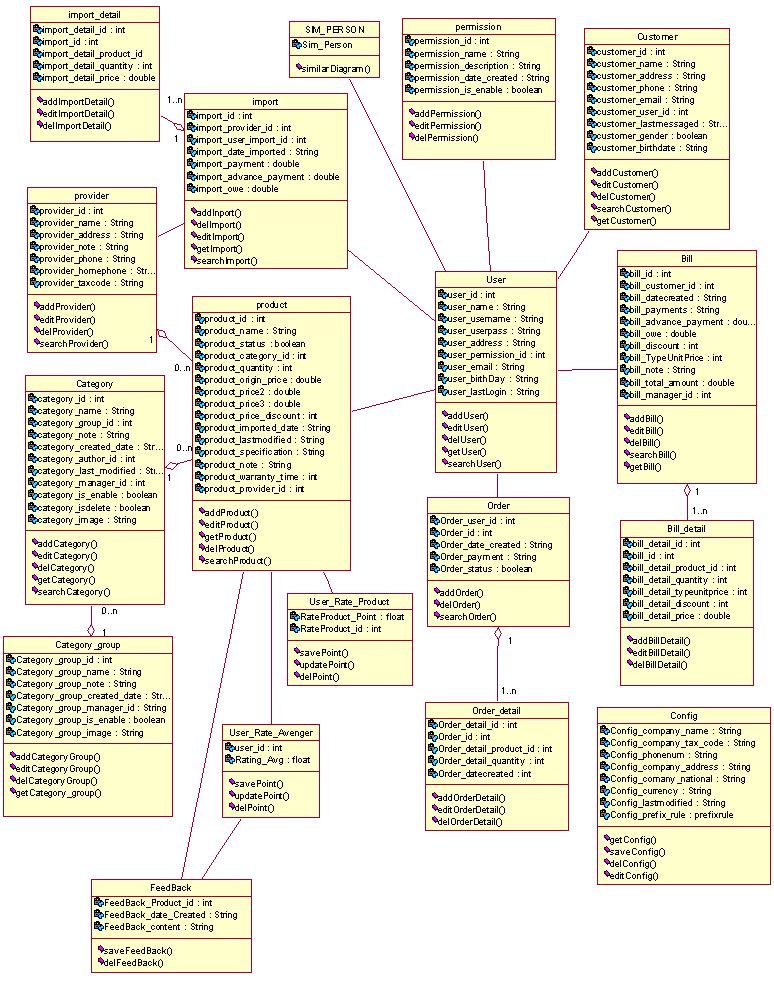 import_detail
import_detail_id : int
import_id : int
import_detail_product_id
import_detail_quantity : int
import_detail_price : double
addImportDetail()
editImportDetail()
delImportDetail()
SIM_PERSON
Sim_Person
similarDiagram()
permission
permission_id : int
permission_name : String
permission_description : String
permission_date_created : String
permission_is_enable : boolean
addPermission()
editPermission()
delPermission()
Customer
customer_id : int
customer_name : String
customer_address : String
customer_phone : String
customer_email : String
customer_user_id : int
customer_lastmessaged : Str...
customer_gender : boolean
customer_birthdate : String
addCustomer()
editCustomer()
delCustomer()
searchCustomer()
getCustomer()
1..n
1
import
import_id : int
import_provider_id : int
import_user_import_id : int
import_date_imported : String
import_payment : double
import_advance_payment : double
import_owe : double
addInport()
delImport()
editImport()
getImport()
searchImport()
provider
provider_id : int
provider_name : String
provider_address : String
provider_note : String
provider_phone : String
provider_homephone : Str...
provider_taxcode : String
addProvider()
editProvider()
delProvider()
searchProvider()
1
0..n
product
product_id : int
product_name : String
product_status : boolean
product_category_id : int
product_quantity : int
product_origin_price : double
product_price2 : double
product_price3 : double
product_price_discount : int
product_imported_date : String
product_lastmodified : String
product_specification : String
product_note : String
product_warranty_time : int
product_provider_id : int
addProduct()
editProduct()
getProduct()
delProduct()
searchProduct()
User
user_id : int
user_name : String
user_username : String
user_userpass : String
user_address : String
user_permission_id : int
user_email : String
user_birthDay : String
user_lastLogin : String
addUser()
editUser()
delUser()
getUser()
searchUser()
Bill
bill_id : int
bill_customer_id : int
bill_datecreated : String
bill_payments : String
bill_advance_payment : dou...
bill_owe : double
bill_discount : int
bill_TypeUnitPrice : int
bill_note : String
bill_total_amount : double
bill_manager_id : int
addBill()
editBill()
delBill()
searchBill()
getBill()
1
1..n
Category
category_id : int
category_name : String
category_group_id : int
category_note : String
category_created_date : Str...
category_author_id : int
category_last_modified : Str...
category_manager_id : int
category_is_enable : boolean
category_isdelete : boolean
category_image : String
addCategory()
editCategory()
delCategory()
getCategory()
searchCategory()
0..n
1
0..n
1
Order
Order_user_id : int
Order_id : int
Order_date_created : String
Order_payment : String
Order_status : boolean
addOrder()
delOrder()
searchOrder()
1
1..n
Bill_detail
bill_detail_id : int
bill_id : int
bill_detail_product_id : int
bill_detail_quantity : int
bill_detail_typeunitprice : int
bill_detail_discount : int
bill_detail_price : double
addBillDetail()
editBillDetail()
delBillDetail()
User_Rate_Product
RateProduct_Point : float
RateProduct_id : int
savePoint()
updatePoint()
delPoint()
Category_group
Category_group_id : int
Category_group_name : String
Category_group_note : String
Category_group_created_date : Str...
Category_group_manager_id : String
Category_group_is_enable : boolean
Category_group_image : String
addCategoryGroup()
editCategoryGroup()
delCategoryGroup()
getCategory_group()
User_Rate_Avenger
user_id : int
Rating_Avg : float
savePoint()
updatePoint()
delPoint()
Order_detail
Order_detail_id : int
Order_id : int
Order_detail_product_id : int
Order_detail_quantity : int
Order_datecreated : int
addOrderDetail()
editOrderDetail()
delOrderDetail()
Config
Config_company_name : String
Config_company_tax_code : String
Config_phonenum : String
Config_company_address : String
Config_comany_national : String
Config_currency : String
Config_lastmodified : String
Config_prefix_rule : prefixrule
getConfig()
saveConfig()
delConfig()
editConfig()
FeedBack
FeedBack_Product_id : int
FeedBack_date_Created : String
FeedBack_content : String
saveFeedBack()
delFeedBack()